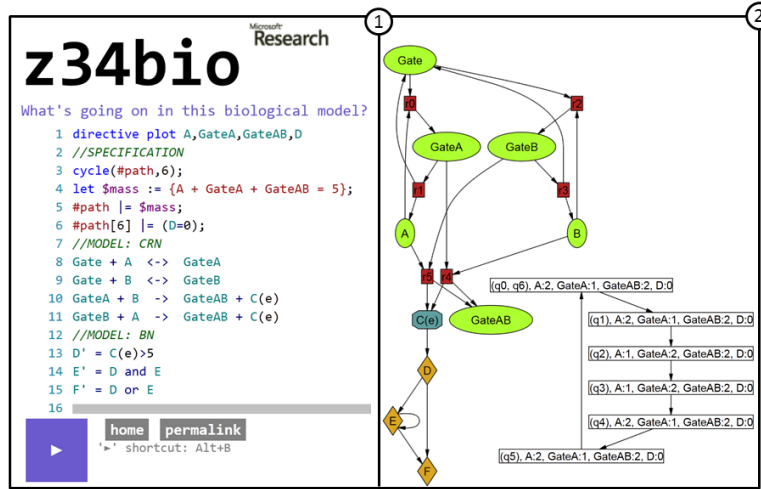 Microsoft®
Research
z34bio
What's going on in this biological model?
1 directive plot A,GateA,GateAB,D
2 //SPECIFICATION
3 cycle(#path,6);
4 let $mass := {A + GateA + GateAB = 5};
5 #path |= $mass;
6 #path[6] |= (D=0);
7 //MODEL: CRN
8 Gate + A <-> GateA
9 Gate + B <-> GateB
10 GateA + B -> GateAB + C(e)
11 GateB + A -> GateAB + C(e)
12 //MODEL: BN
13 D' = C(e)>5
14 E' = D and E
15 F' = D or E
16
home permalink
'►' shortcut: Alt+B
1
2
Gate
r0
r2
GateA
GateB
r1
r3
A
B
r5
r4
C(e)
GateAB
D
E
F
(q0, q6), A:2, GateA:1, GateAB:2, D:0
(q1), A:2, GateA:1, GateAB:2, D:0
(q2), A:1, GateA:2, GateAB:2, D:0
(q3), A:1, GateA:2, GateAB:2, D:0
(q4), A:2, GateA:1, GateAB:2, D:0
(q5), A:2, GateA:1, GateAB:2, D:0